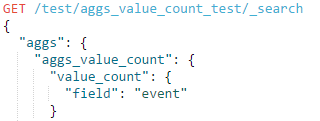 GET /test/aggs_value_count_test/_search
{
  "aggs": {
    "aggs_value_count": {
      "value_count": {
        "field": "event"
      }